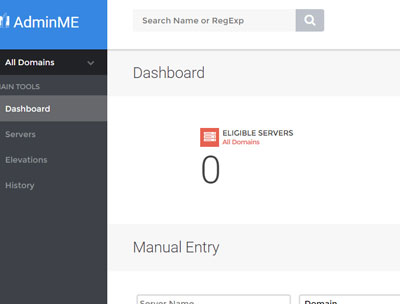 AdminME
Search Name or RegExp
All Domains
Dashboard
MAIN TOOLS
Dashboard
Servers
Elevations
History
ELIGIBLE SERVERS
All Domains
0
Manual Entry
Server Name
Domain